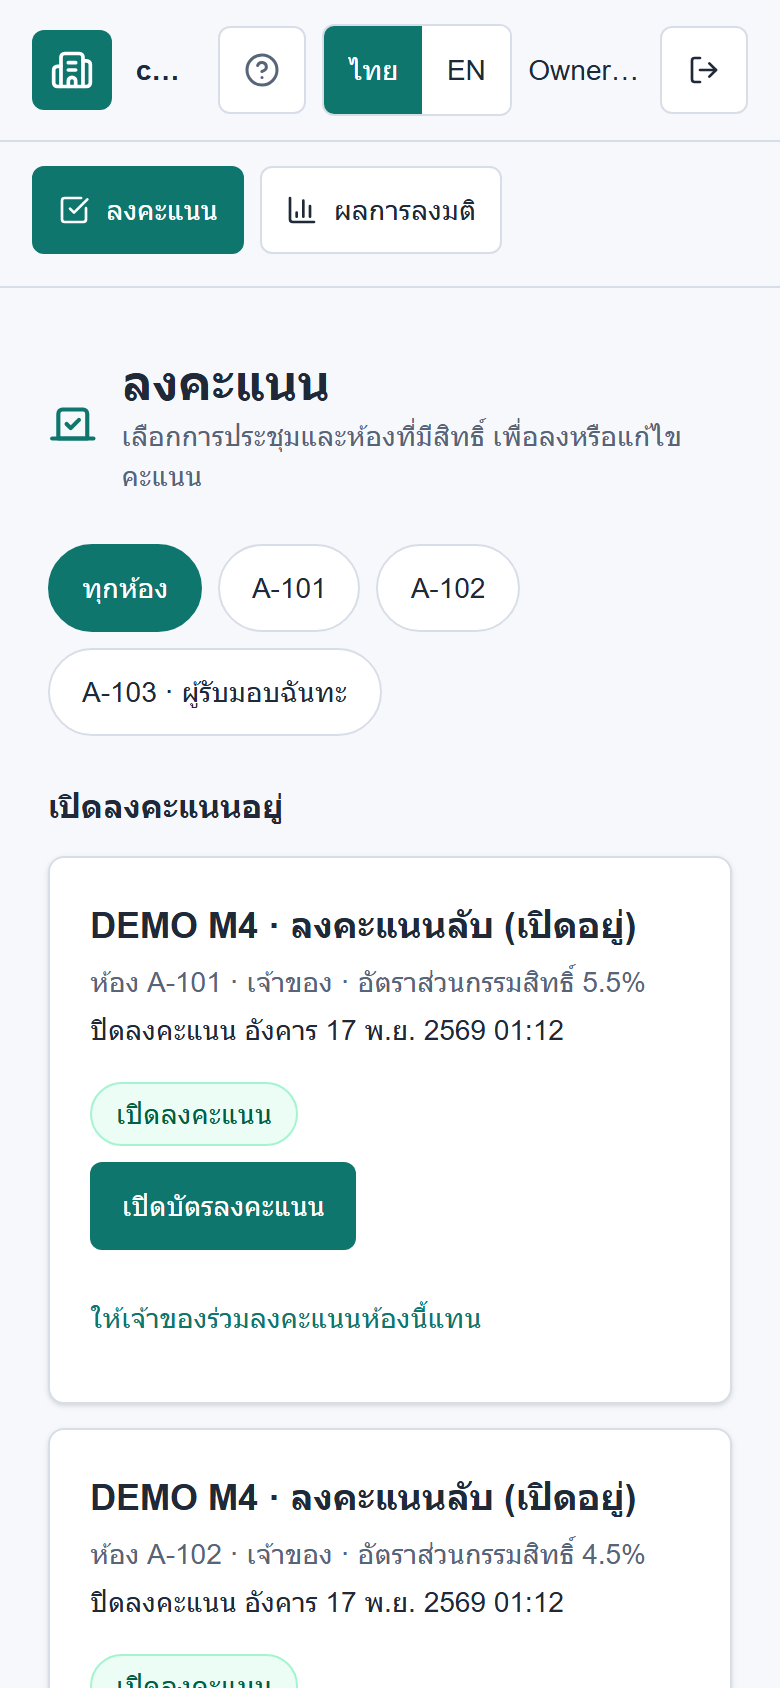 c...
ไทย
EN
Owner...
ลงคะแนน
ผลการลงมติ
ลงคะแนน
เลือกการประชุมและห้องที่มีสิทธิ์ เพื่อลงหรือแก้ไข
คะแนน
ทุกห้อง
A-101
A-102
A-103 · ผู้รับมอบฉันทะ
เปิดลงคะแนนอยู่
DEMO M4 · ลงคะแนนลับ (เปิดอยู่)
ห้อง A-101 · เจ้าของ · อัตราส่วนกรรมสิทธิ์ 5.5%
ปิดลงคะแนน อังคาร 17 พ.ย. 2569 01:12
เปิดลงคะแนน
เปิดบัตรลงคะแนน
ให้เจ้าของร่วมลงคะแนนห้องนี้แทน
DEMO M4 · ลงคะแนนลับ (เปิดอยู่)
ห้อง A-102 · เจ้าของ · อัตราส่วนกรรมสิทธิ์ 4.5%
ปิดลงคะแนน อังคาร 17 พ.ย. 2569 01:12
เปิดลงคะแนน